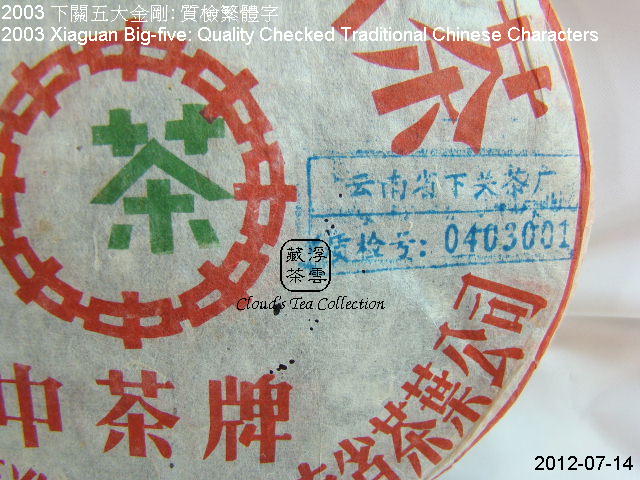 2003 下關五大金剛: 質檢繁體字
2003 Xiaguan Big-five: Quality Checked Traditional Chinese Characters
茶
茶
云南省下关茶厂
质检号: 0403001
浮雲
藏茶
Cloud's Tea Collection
中茶牌
省茶葉公司
2012-07-14